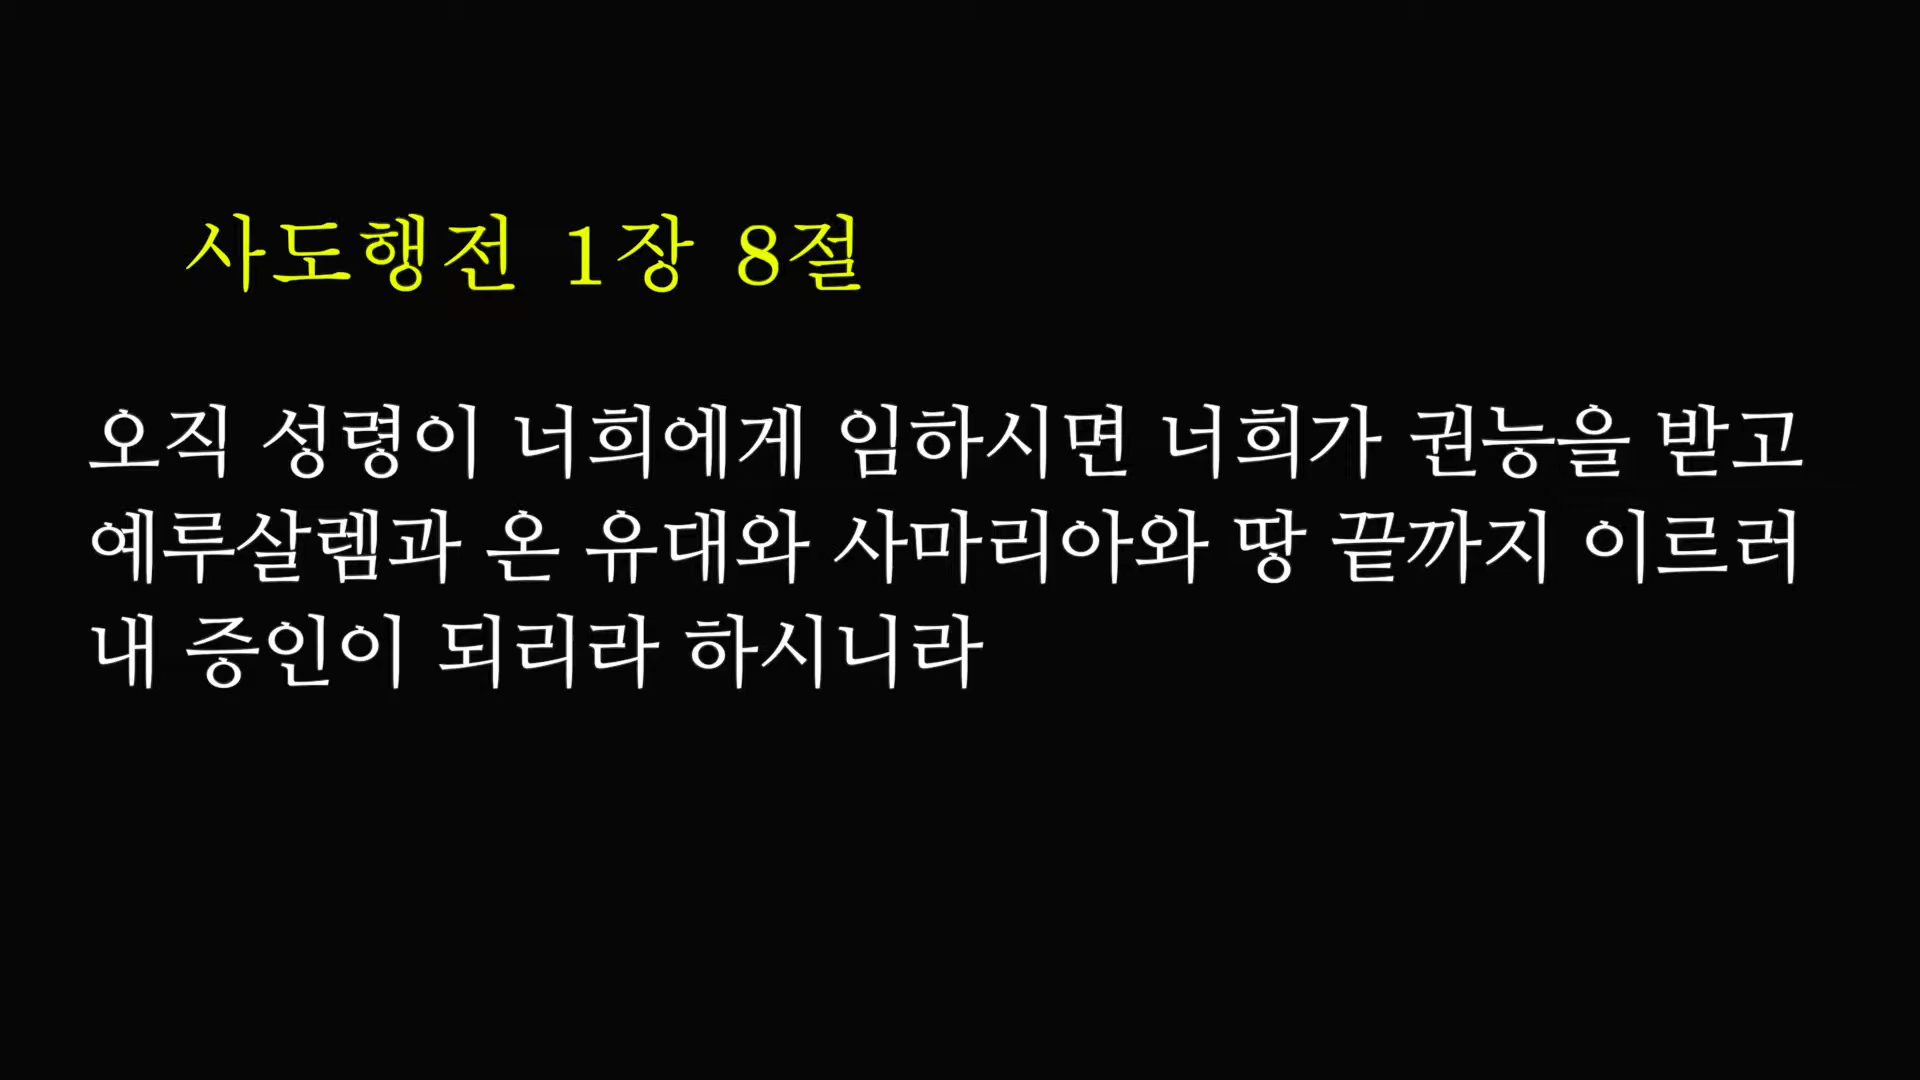 사도행전 1장 8절
오직 성령이 너희에게 임하시면 너희가 권능을 받고
예루살렘과 온 유대와 사마리아와 땅 끝까지 이르러
내 증인이 되리라 하시니라